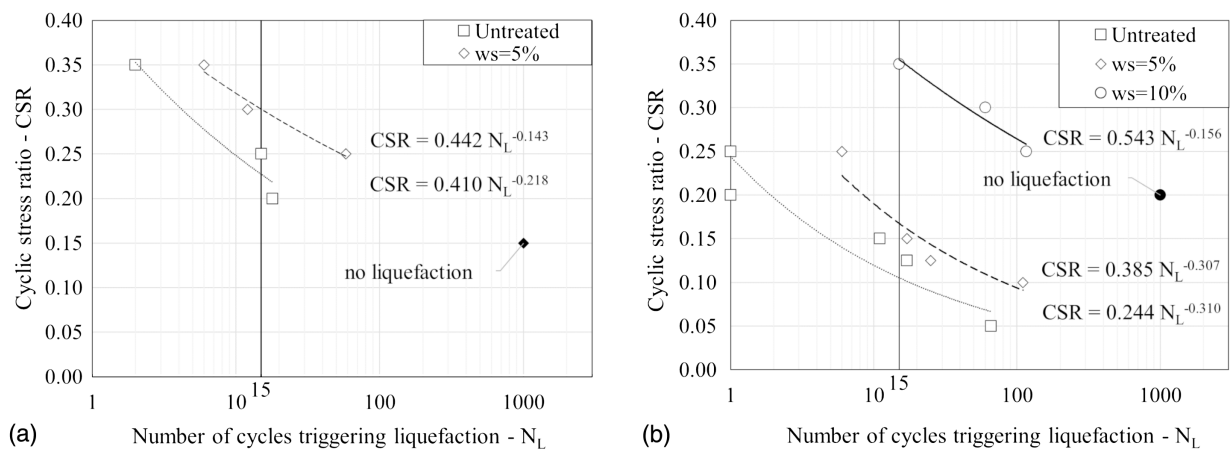 0.40
0.35
0.30
0.25
0.20
0.15
0.10
0.05
0.00
Cyclic stress ratio - CSR
Untreated
ws=5%
CSR = 0.442 N_L^-0.143
CSR = 0.410 N_L^-0.218
no liquefaction
1
10
15
100
1000
(a)
Number of cycles triggering liquefaction - N_L
0.40
0.35
0.30
0.25
0.20
0.15
0.10
0.05
0.00
Cyclic stress ratio - CSR
Untreated
ws=5%
ws=10%
CSR = 0.543 N_L^-0.156
no liquefaction
CSR = 0.385 N_L^-0.307
CSR = 0.244 N_L^-0.310
1
10
15
100
1000
(b)
Number of cycles triggering liquefaction - N_L